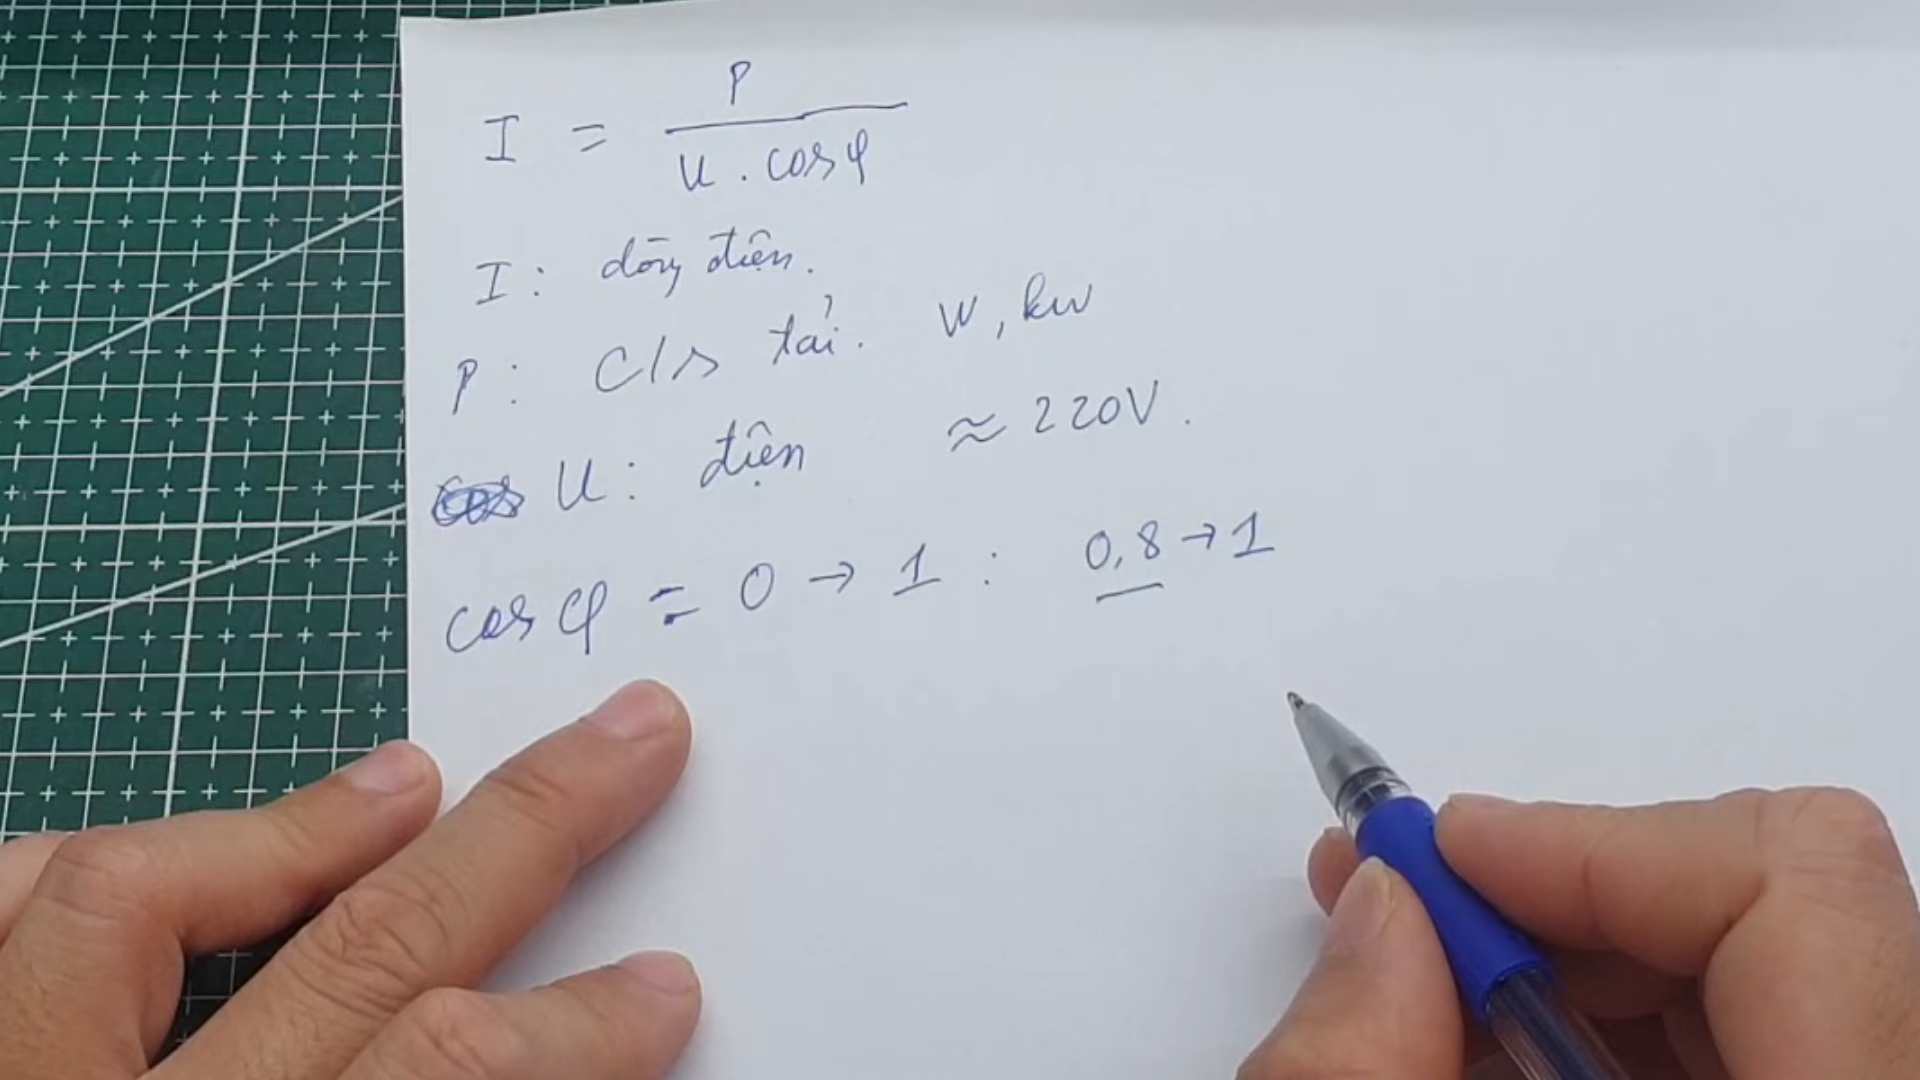 I = P / U . cosφ
I : dòng điện.
P : C/s tải. W, kw
U : điện ≈ 220V.
cosφ = 0 → 1 : 0,8 → 1